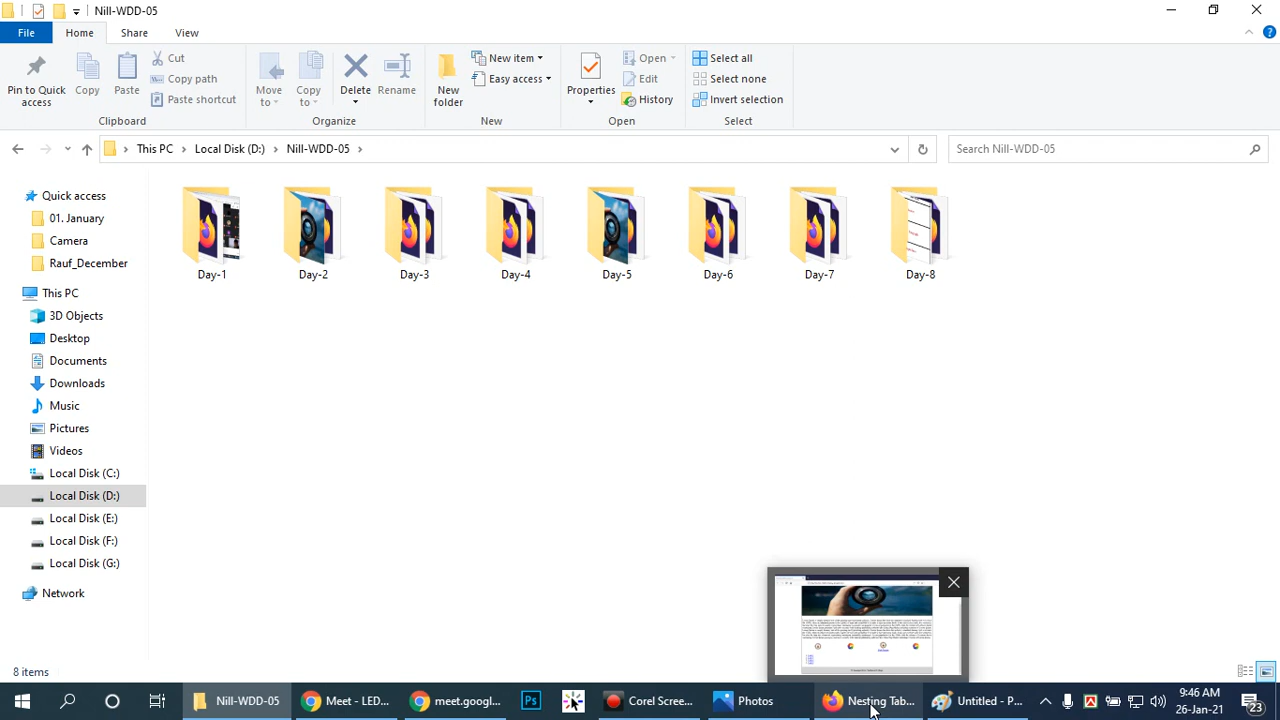 Nill-WDD-05
File Home Share View
Pin to Quick access
Copy
Paste
Cut
Copy path
Paste shortcut
Clipboard
Move to
Copy to
Delete
Rename
Organize
New folder
New item
Easy access
New
Properties
Open
Edit
History
Open
Select all
Select none
Invert selection
Select
This PC Local Disk (D:) Nill-WDD-05
Search Nill-WDD-05
Quick access
01. January
Camera
Rauf_December
This PC
3D Objects
Desktop
Documents
Downloads
Music
Pictures
Videos
Local Disk (C:)
Local Disk (D:)
Local Disk (E:)
Local Disk (F:)
Local Disk (G:)
Network
Day-1 Day-2 Day-3 Day-4 Day-5 Day-6 Day-7 Day-8
8 items
Nill-WDD-05
Meet - LED...
meet.googl...
Ps
Corel Scree...
Photos
Nesting Tab...
Untitled - P...
9:46 AM
26-Jan-21
23